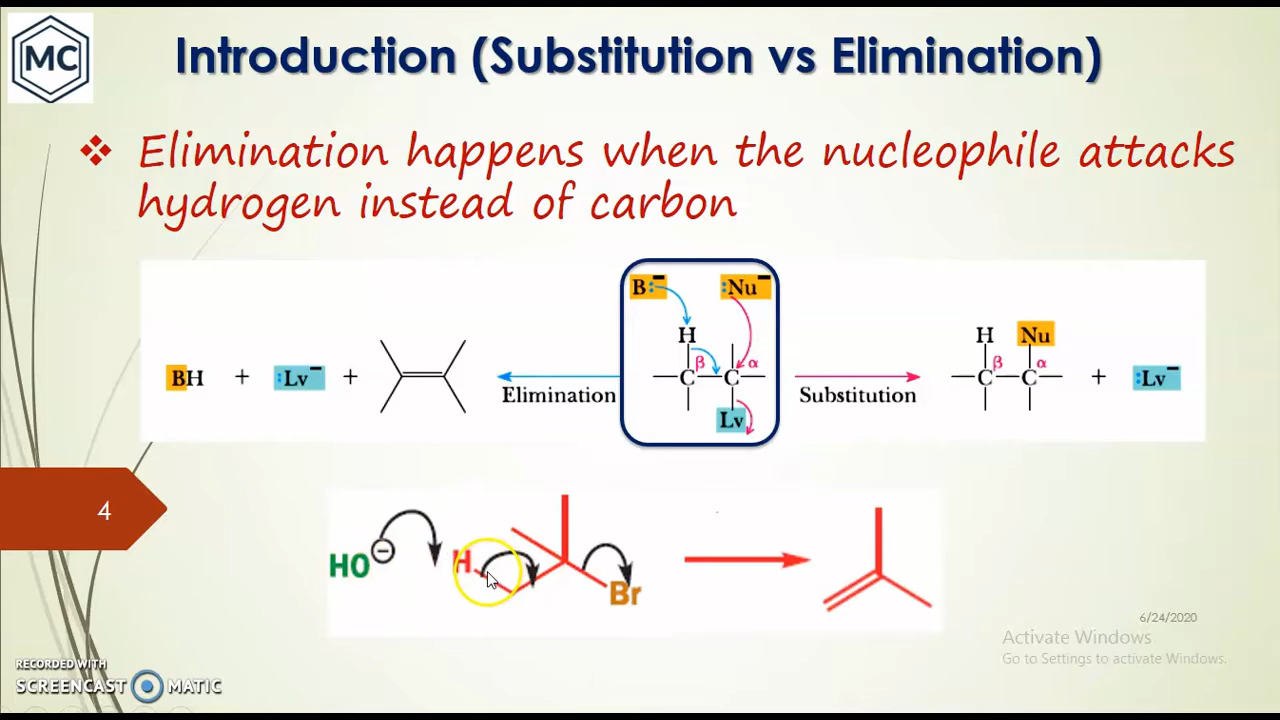 MC
Introduction (Substitution vs Elimination)
❖ Elimination happens when the nucleophile attacks
hydrogen instead of carbon
B:− :Nu−
H β α
C C
Lv
BH + :Lv− +
Elimination
Substitution
H Nu
β α
C C + :Lv−
4
HO − H Br
6/24/2020
Activate Windows
Go to Settings to activate Windows.
RECORDED WITH
SCREENCAST MATIC